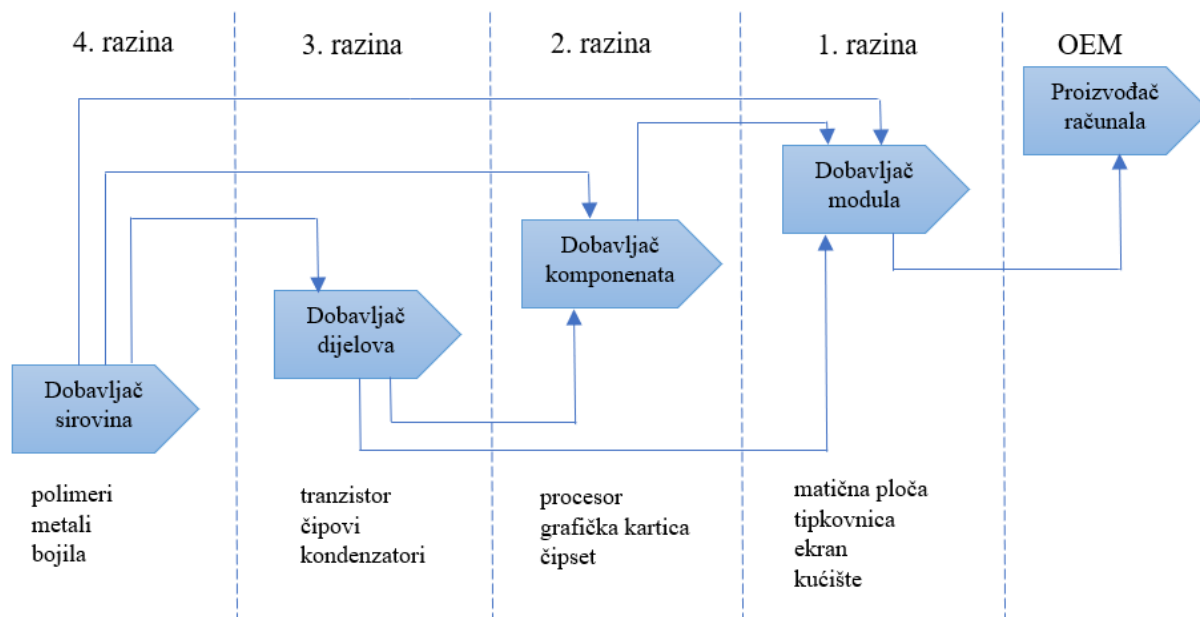 4. razina
3. razina
2. razina
1. razina
OEM
Proizvođač
računala
Dobavljač
modula
Dobavljač
komponenata
Dobavljač
dijelova
Dobavljač
sirovina
polimeri
metali
bojila
tranzistor
čipovi
kondenzatori
procesor
grafička kartica
čipset
matična ploča
tipkovnica
ekran
kućište